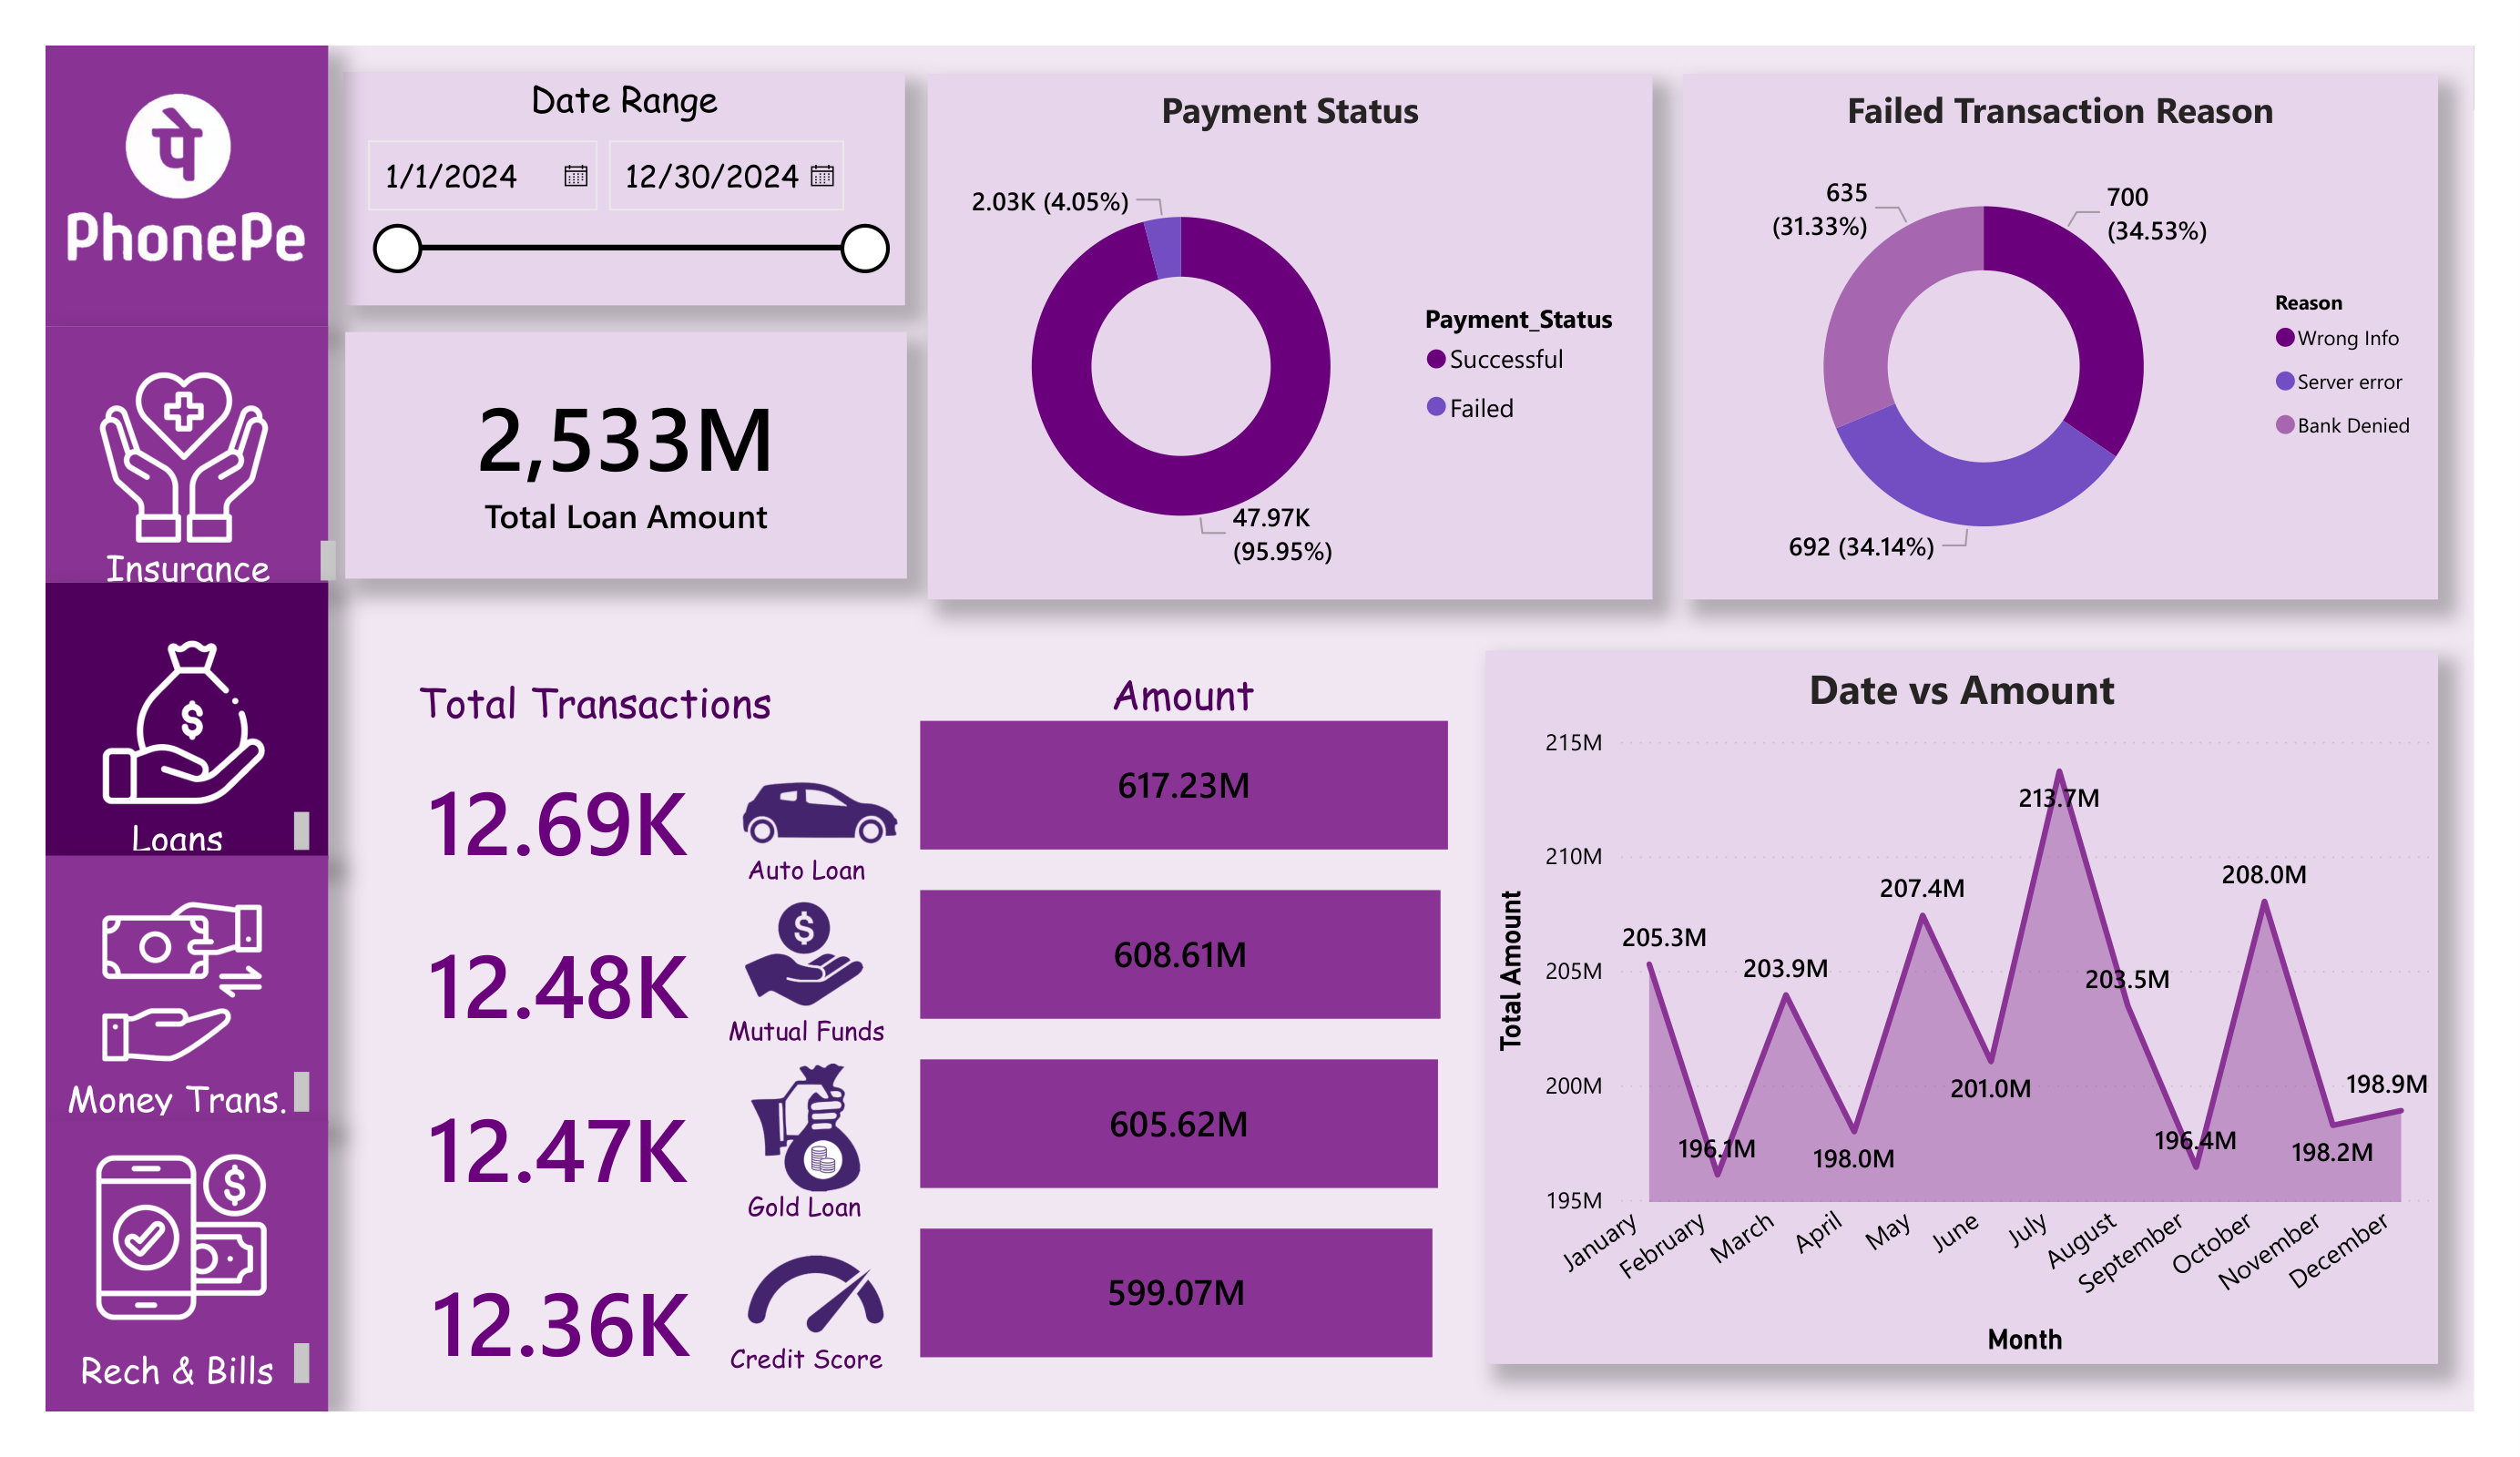 पे
PhonePe
Insurance
Loans
Money Trans.
Rech & Bills
Date Range
1/1/2024
12/30/2024
2,533M
Total Loan Amount
Payment Status
2.03K (4.05%)
47.97K
(95.95%)
Payment_Status
Successful
Failed
Failed Transaction Reason
635
(31.33%)
700
(34.53%)
692 (34.14%)
Reason
Wrong Info
Server error
Bank Denied
Total Transactions
Amount
12.69K
Auto Loan
617.23M
12.48K
$
Mutual Funds
608.61M
12.47K
Gold Loan
605.62M
12.36K
Credit Score
599.07M
Date vs Amount
Total Amount
215M
210M
205M
200M
195M
205.3M
196.1M
203.9M
198.0M
207.4M
201.0M
213.7M
203.5M
196.4M
208.0M
198.2M
198.9M
January
February
March
April
May
June
July
August
September
October
November
December
Month